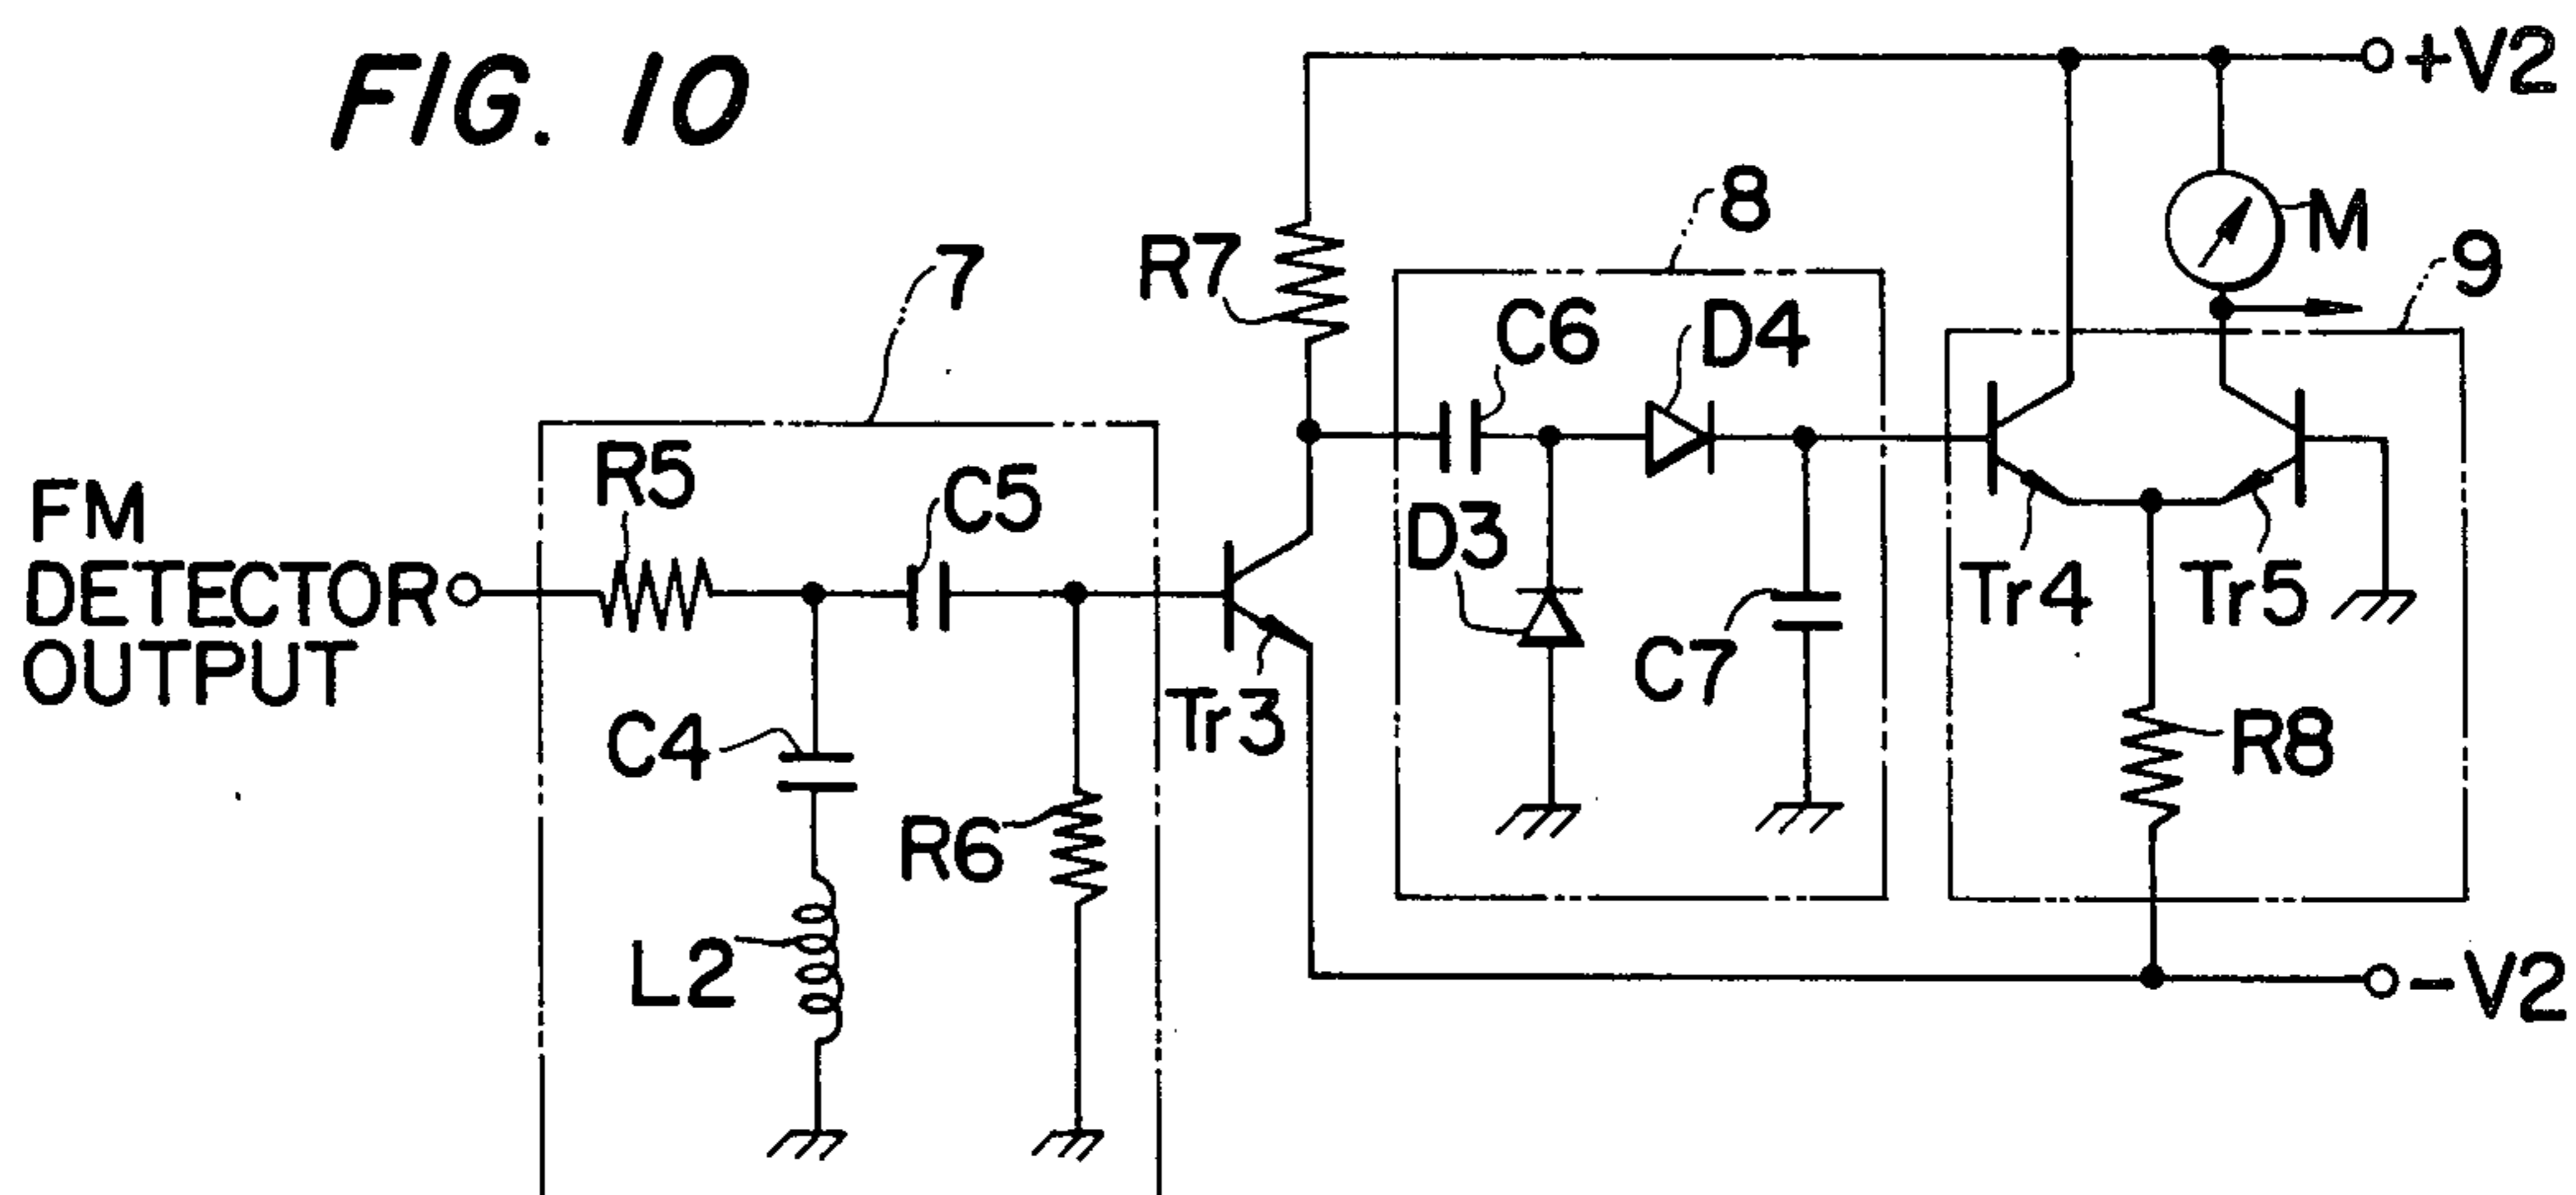 FIG. 10
+V2
8
M
R7
9
7
C6
D4
R5
C5
FM
DETECTOR
OUTPUT
D3
Tr4
Tr5
C7
Tr3
C4
R8
R6
L2
-V2